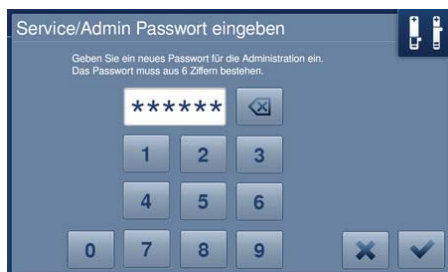 Service/Admin Passwort eingeben
Geben Sie ein neues Passwort für die Administration ein.
Das Passwort muss aus 6 Ziffern bestehen.
******
1 2 3
4 5 6
0 7 8 9